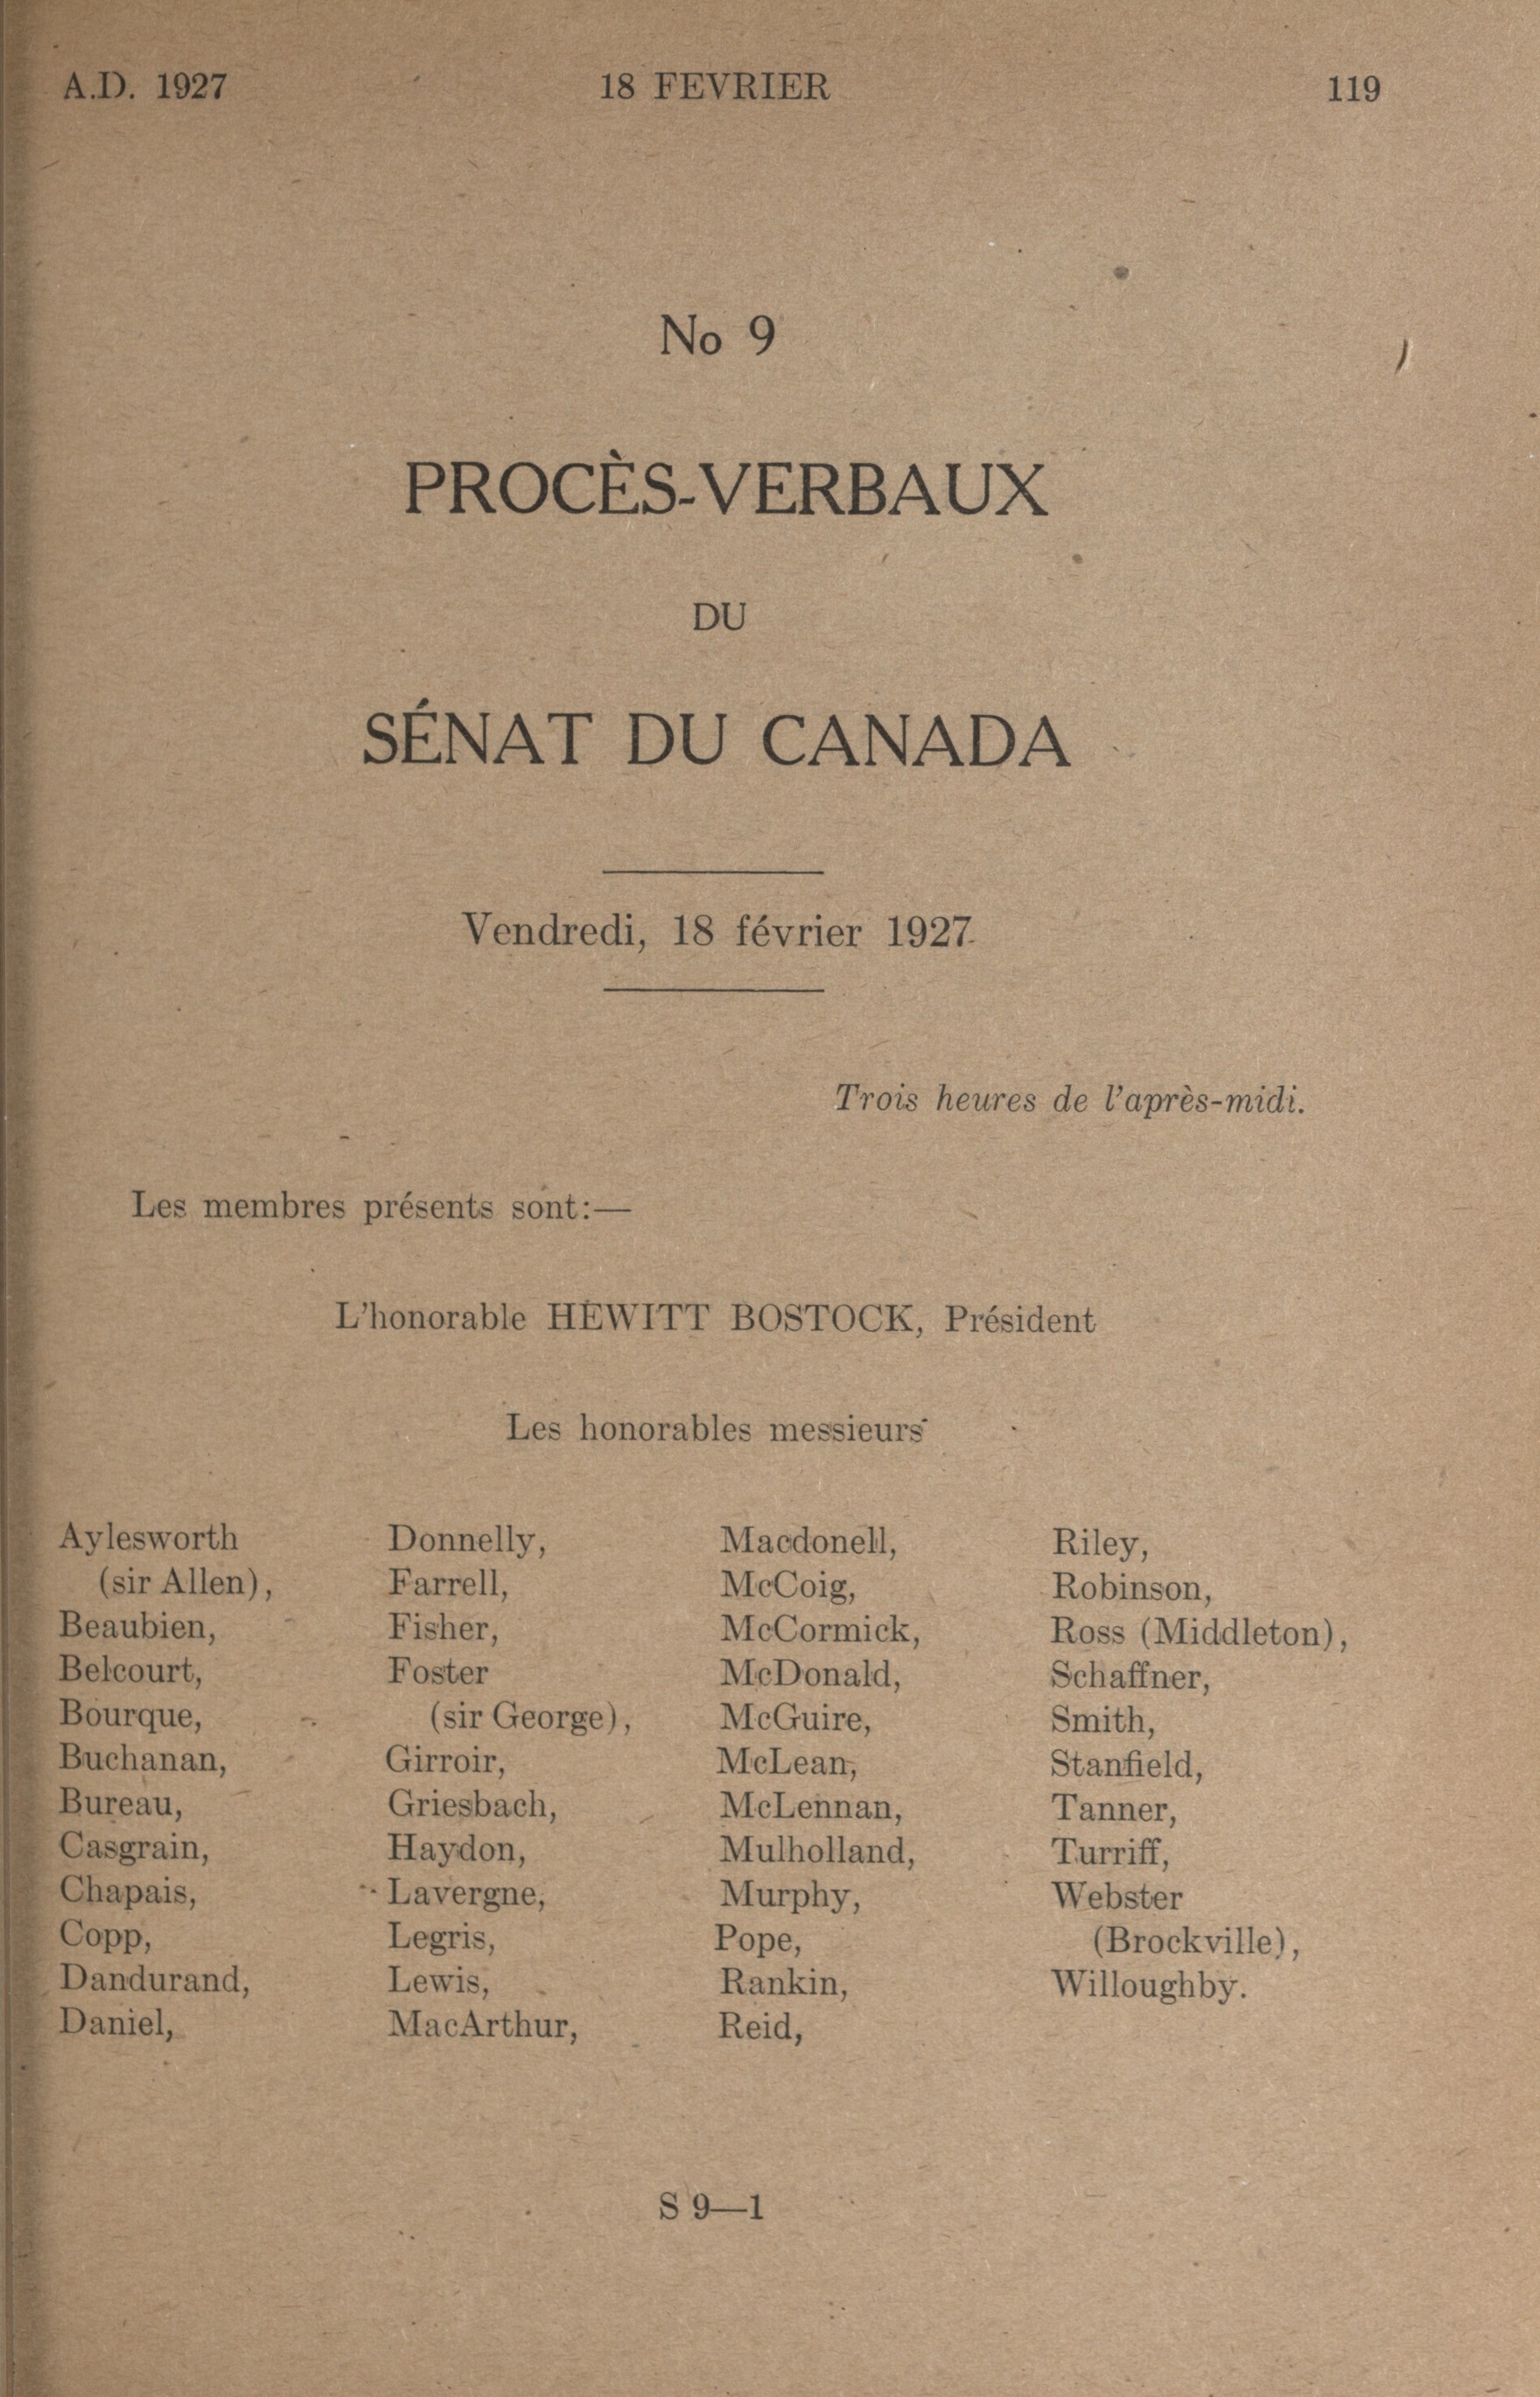 A.D. 1927 18 FEVRIER 119
No 9
PROCÈS-VERBAUX
DU
SÉNAT DU CANADA
Vendredi, 18 février 1927.
Trois heures de l'après-midi.
Les membres présents sont:—
L'honorable HEWITT BOSTOCK, Président
Les honorables messieurs
Aylesworth
(sir Allen),
Beaubien,
Belcourt,
Bourque,
Buchanan,
Bureau,
Casgrain,
Chapais,
Copp,
Dandurand,
Daniel,
Donnelly,
Farrell,
Fisher,
Foster
(sir George),
Girroir,
Griesbach,
Haydon,
Lavergne,
Legris,
Lewis,
MacArthur,
Macdonell,
McCoig,
McCormick,
McDonald,
McGuire,
McLean,
McLennan,
Mulholland,
Murphy,
Pope,
Rankin,
Reid,
Riley,
Robinson,
Ross (Middleton),
Schaffner,
Smith,
Stanfield,
Tanner,
Turriff,
Webster
(Brockville),
Willoughby.
S 9—1